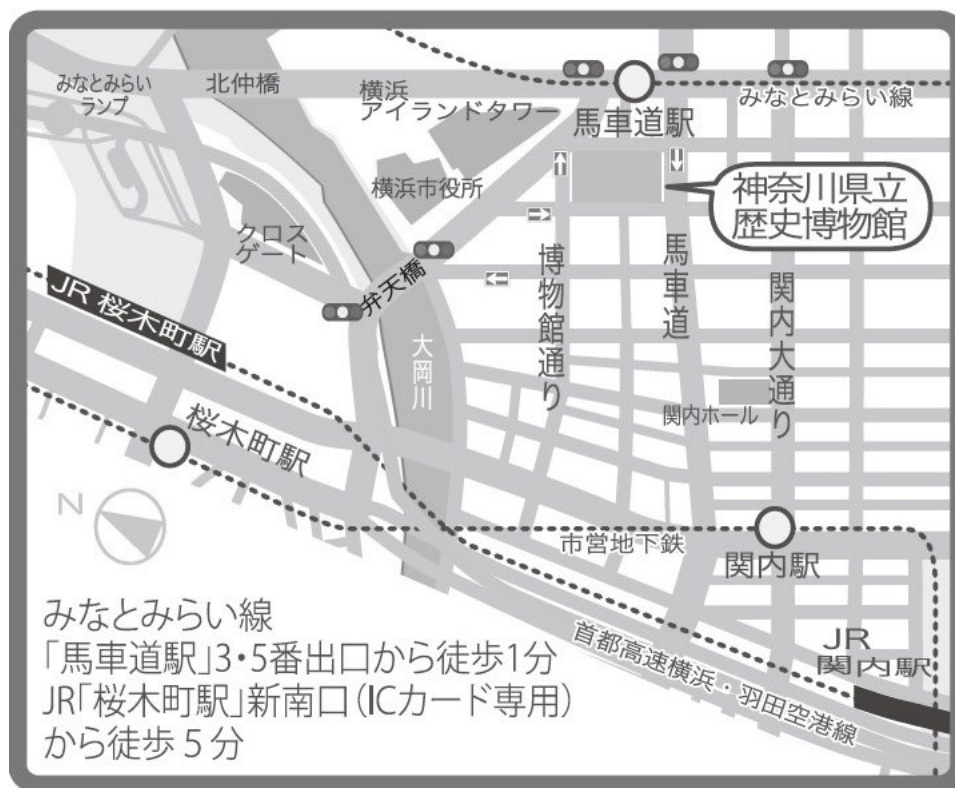 みなとみらい
ランプ
北仲橋
横浜
アイランドタワー
馬車道駅
みなとみらい線
横浜市役所
神奈川県立
歴史博物館
クロス
ゲート
弁天橋
博物館通り
馬車道
関内大通り
JR 桜木町駅
大岡川
関内ホール
桜木町駅
N
市営地下鉄
関内駅
みなとみらい線
「馬車道駅」3・5番出口から徒歩1分
JR「桜木町駅」新南口(ICカード専用)
から徒歩5分
首都高速横浜・羽田空港線
JR
関内駅